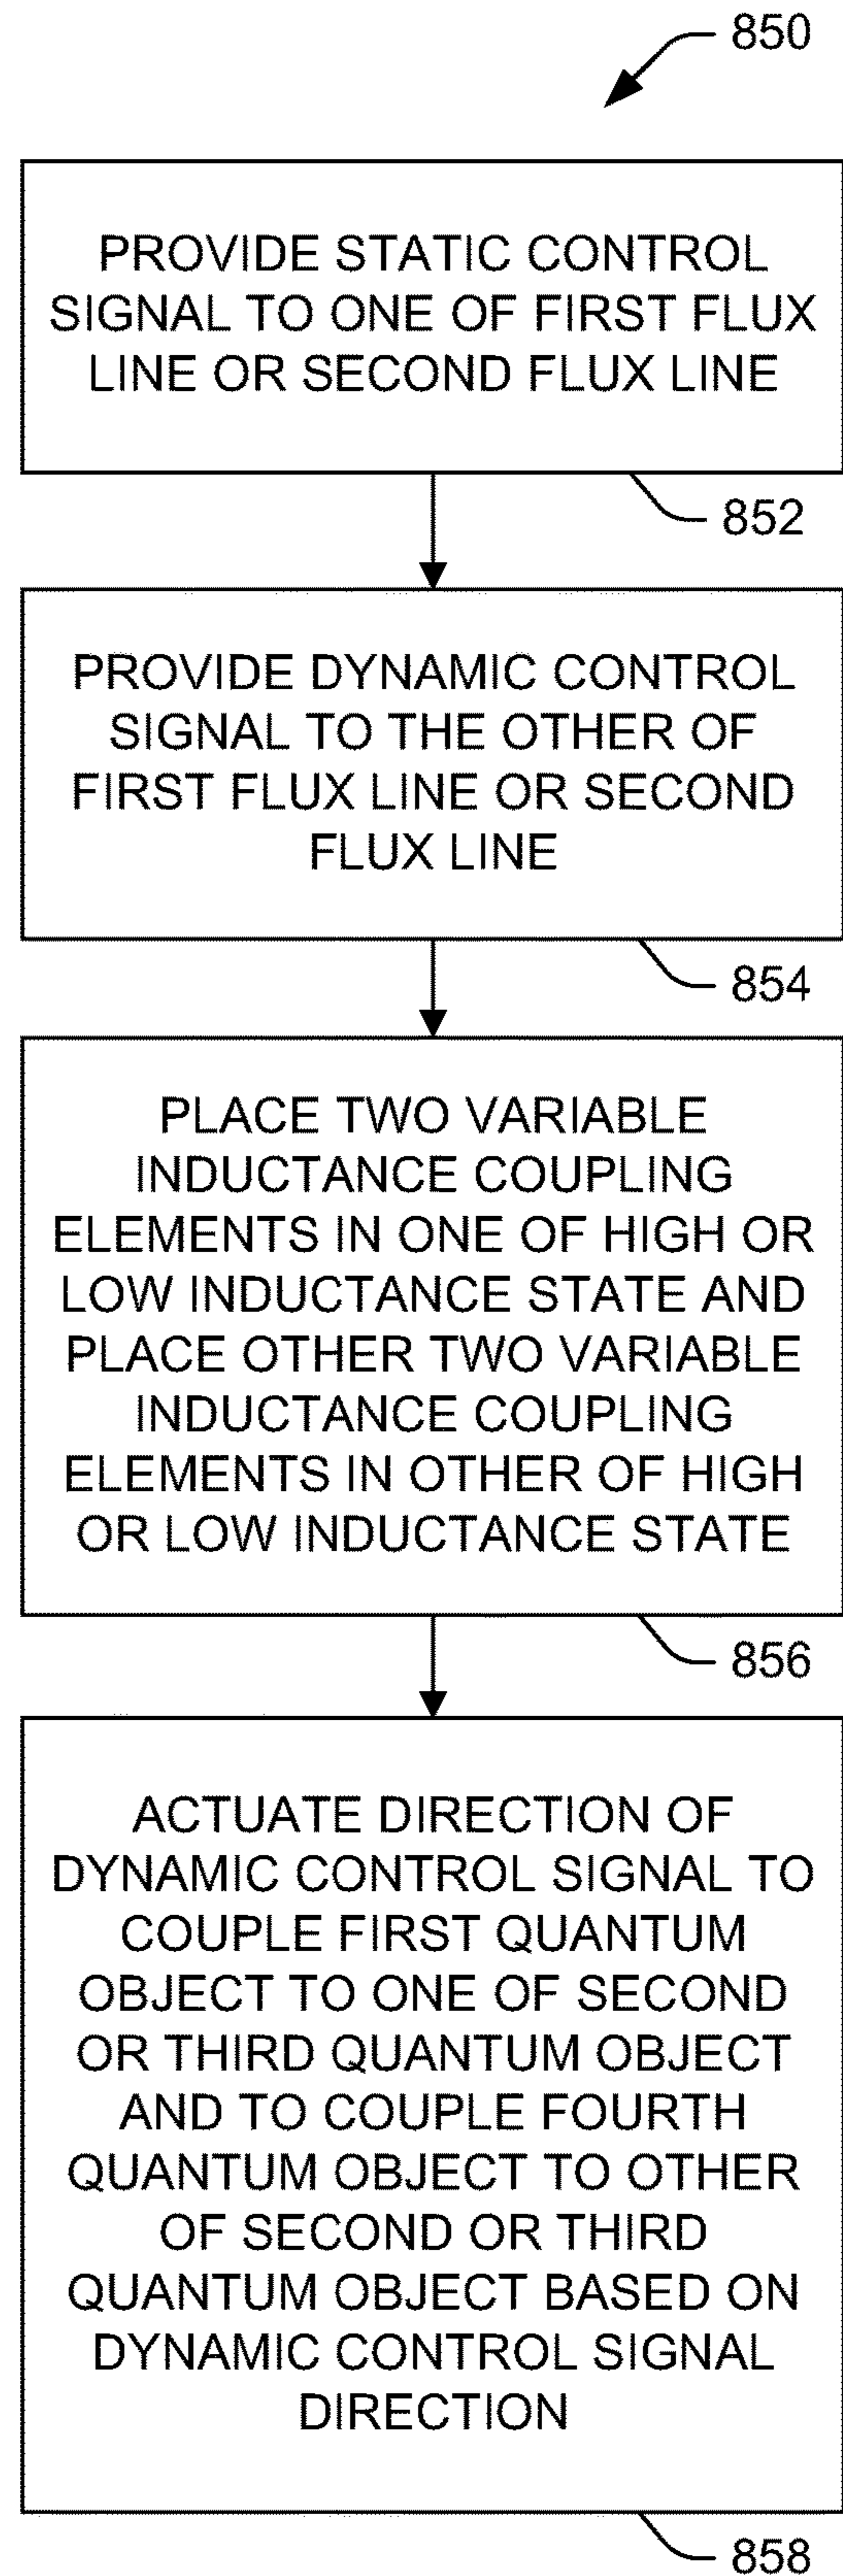 850
PROVIDE STATIC CONTROL
SIGNAL TO ONE OF FIRST FLUX
LINE OR SECOND FLUX LINE
852
PROVIDE DYNAMIC CONTROL
SIGNAL TO THE OTHER OF
FIRST FLUX LINE OR SECOND
FLUX LINE
854
PLACE TWO VARIABLE
INDUCTANCE COUPLING
ELEMENTS IN ONE OF HIGH OR
LOW INDUCTANCE STATE AND
PLACE OTHER TWO VARIABLE
INDUCTANCE COUPLING
ELEMENTS IN OTHER OF HIGH
OR LOW INDUCTANCE STATE
856
ACTUATE DIRECTION OF
DYNAMIC CONTROL SIGNAL TO
COUPLE FIRST QUANTUM
OBJECT TO ONE OF SECOND
OR THIRD QUANTUM OBJECT
AND TO COUPLE FOURTH
QUANTUM OBJECT TO OTHER
OF SECOND OR THIRD
QUANTUM OBJECT BASED ON
DYNAMIC CONTROL SIGNAL
DIRECTION
858